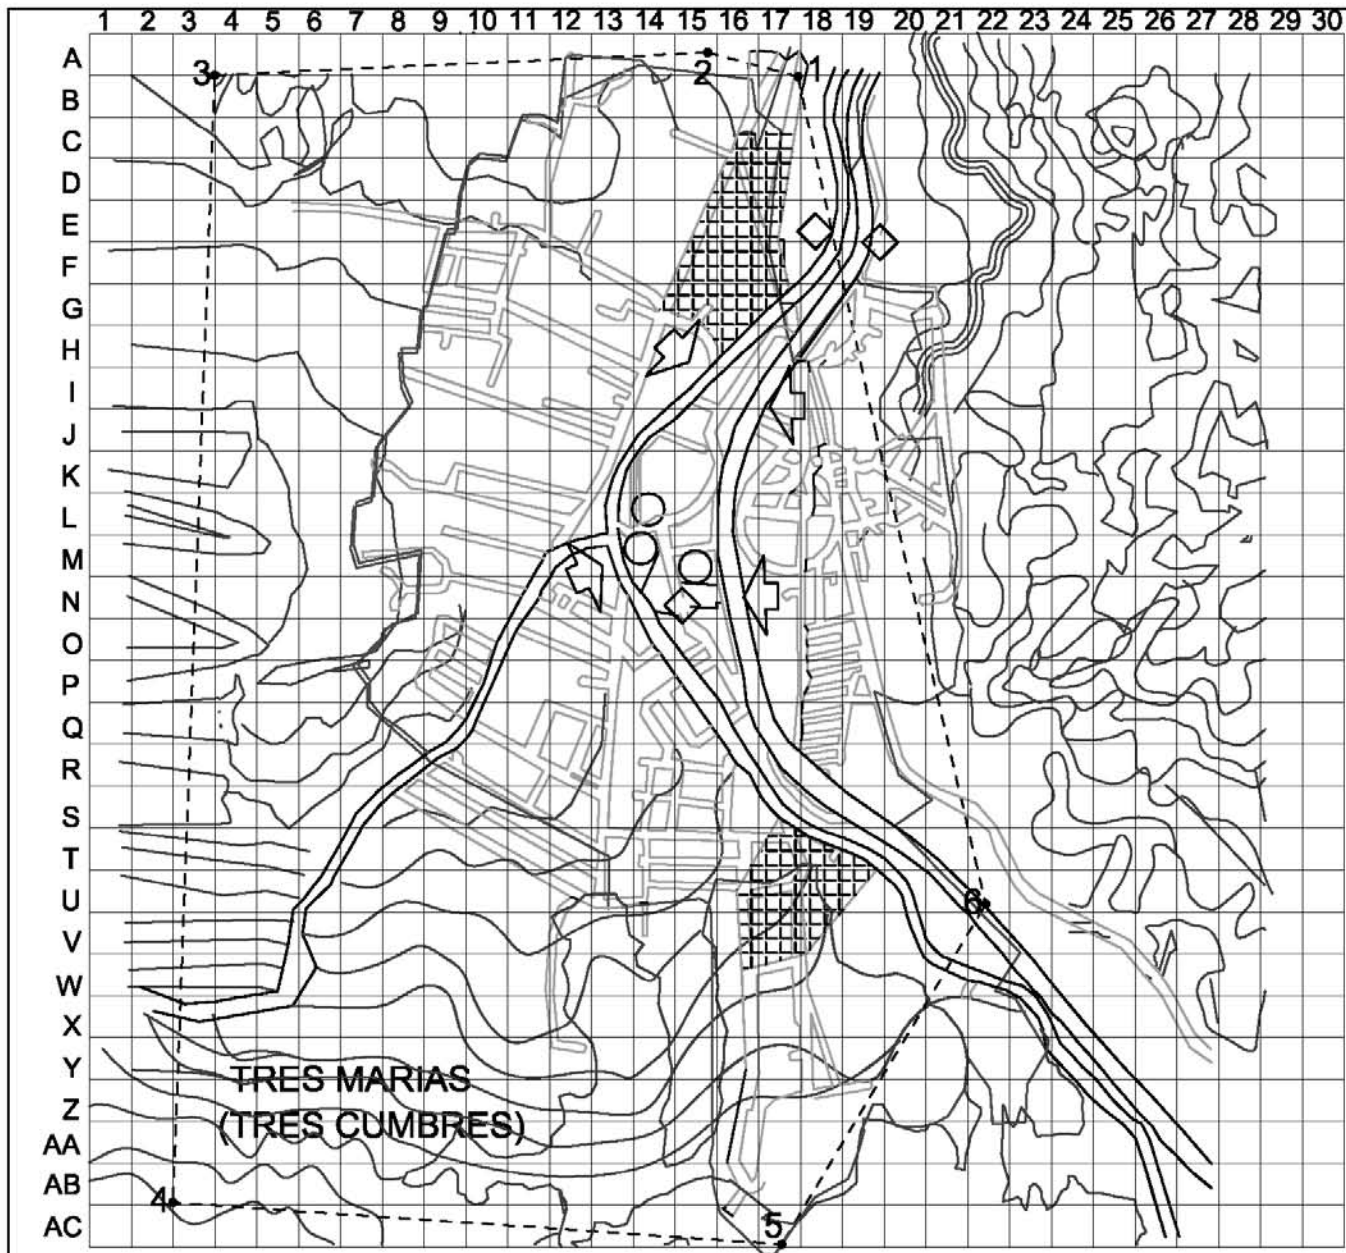 1 2 3 4 5 6 7 8 9 10 11 12 13 14 15 16 17 18 19 20 21 22 23 24 25 26 27 28 29 30
A
3 2 1
B
C
D
E
F
G
H
I
J
K
L
M
N
O
P
Q
R
S
T
U
6
V
W
X
Y
TRES MARIAS
Z
(TRES CUMBRES)
AA
AB
4
AC
5